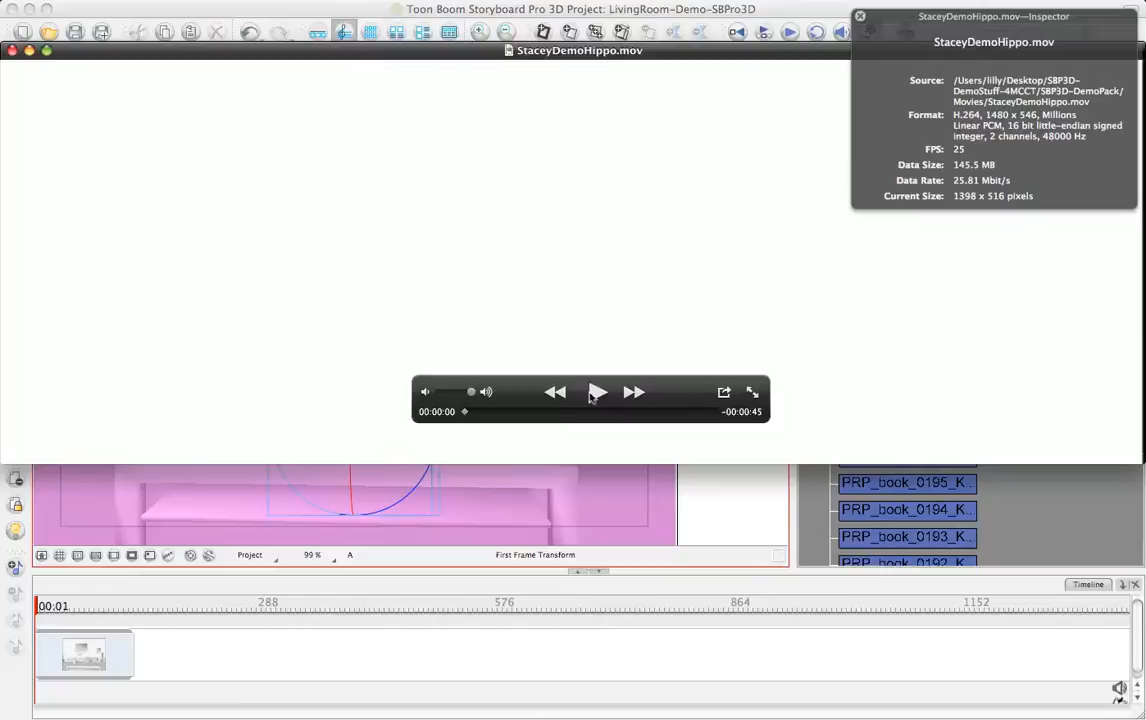 Toon Boom Storyboard Pro 3D Project: LivingRoom-Demo-SBPro3D
StaceyDemoHippo.mov—Inspector
StaceyDemoHippo.mov
StaceyDemoHippo.mov
Source: /Users/lilly/Desktop/SBP3D-
DemoStuff-4MCCT/SBP3D-DemoPack/
Movies/StaceyDemoHippo.mov
Format: H.264, 1480 x 546, Millions
Linear PCM, 16 bit little-endian signed
integer, 2 channels, 48000 Hz
FPS: 25
Data Size: 145.5 MB
Data Rate: 25.81 Mbit/s
Current Size: 1398 x 516 pixels
00:00:00 -00:00:45
PRP_book_0195_K...
PRP_book_0194_K...
PRP_book_0193_K...
PRP_book_0192_K...
Project 99 % A First Frame Transform
Timeline
00:01 288 576 864 1152